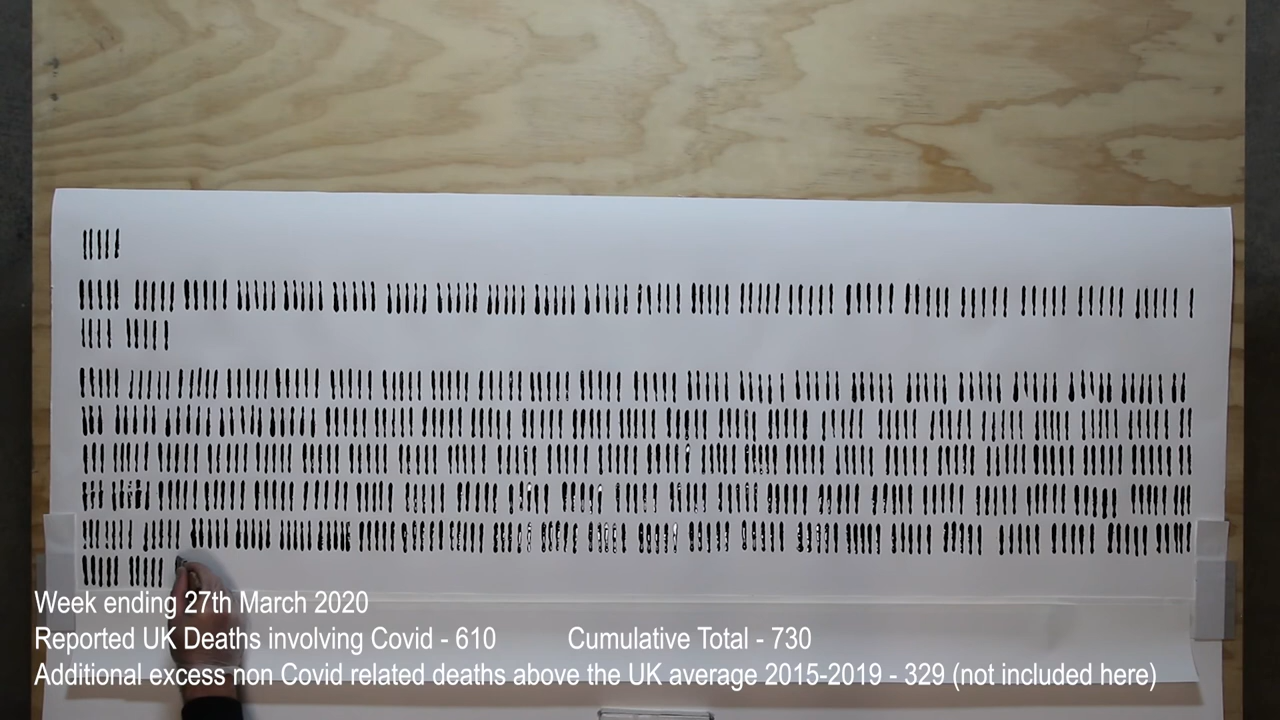 Week ending 27th March 2020
Reported UK Deaths involving Covid - 610 Cumulative Total - 730
Additional excess non Covid related deaths above the UK average 2015-2019 - 329 (not included here)